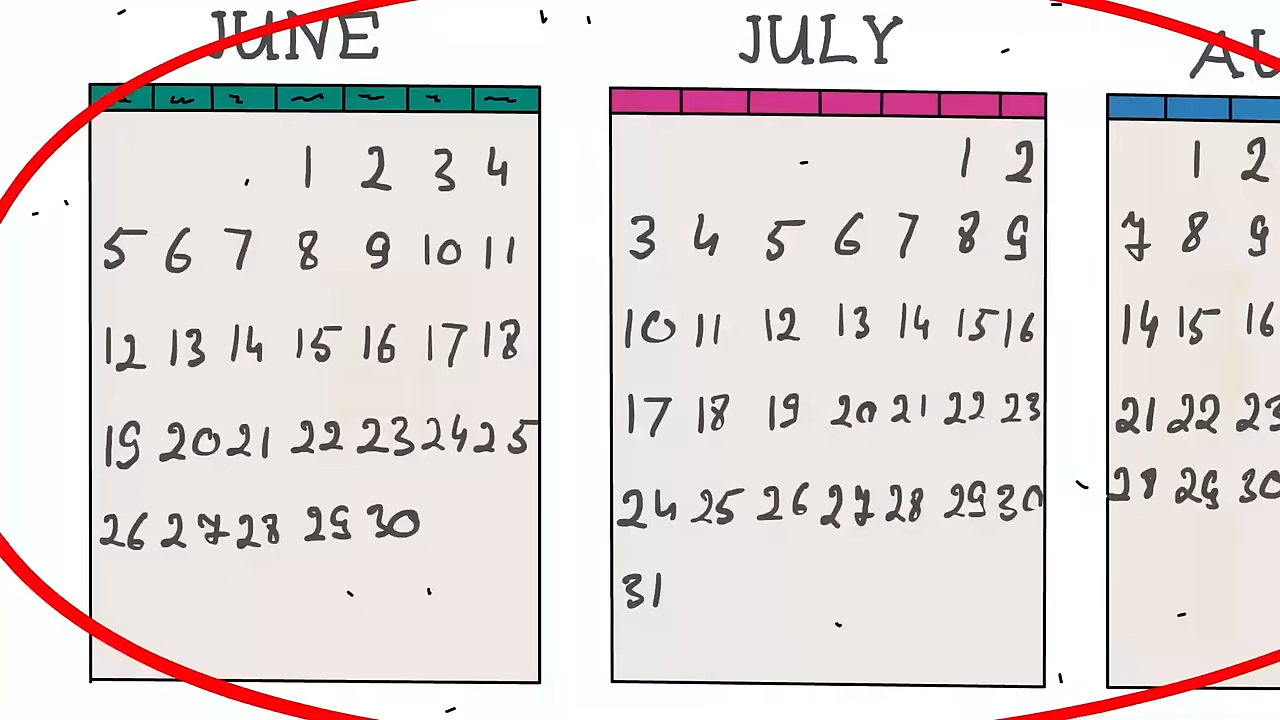 JUNE
1 2 3 4
5 6 7 8 9 10 11
12 13 14 15 16 17 18
19 20 21 22 23 24 25
26 27 28 29 30
JULY
1 2
3 4 5 6 7 8 9
10 11 12 13 14 15 16
17 18 19 20 21 22 23
24 25 26 27 28 29 30
31
AU
1 2
7 8 9
14 15 16
21 22 23
28 29 30